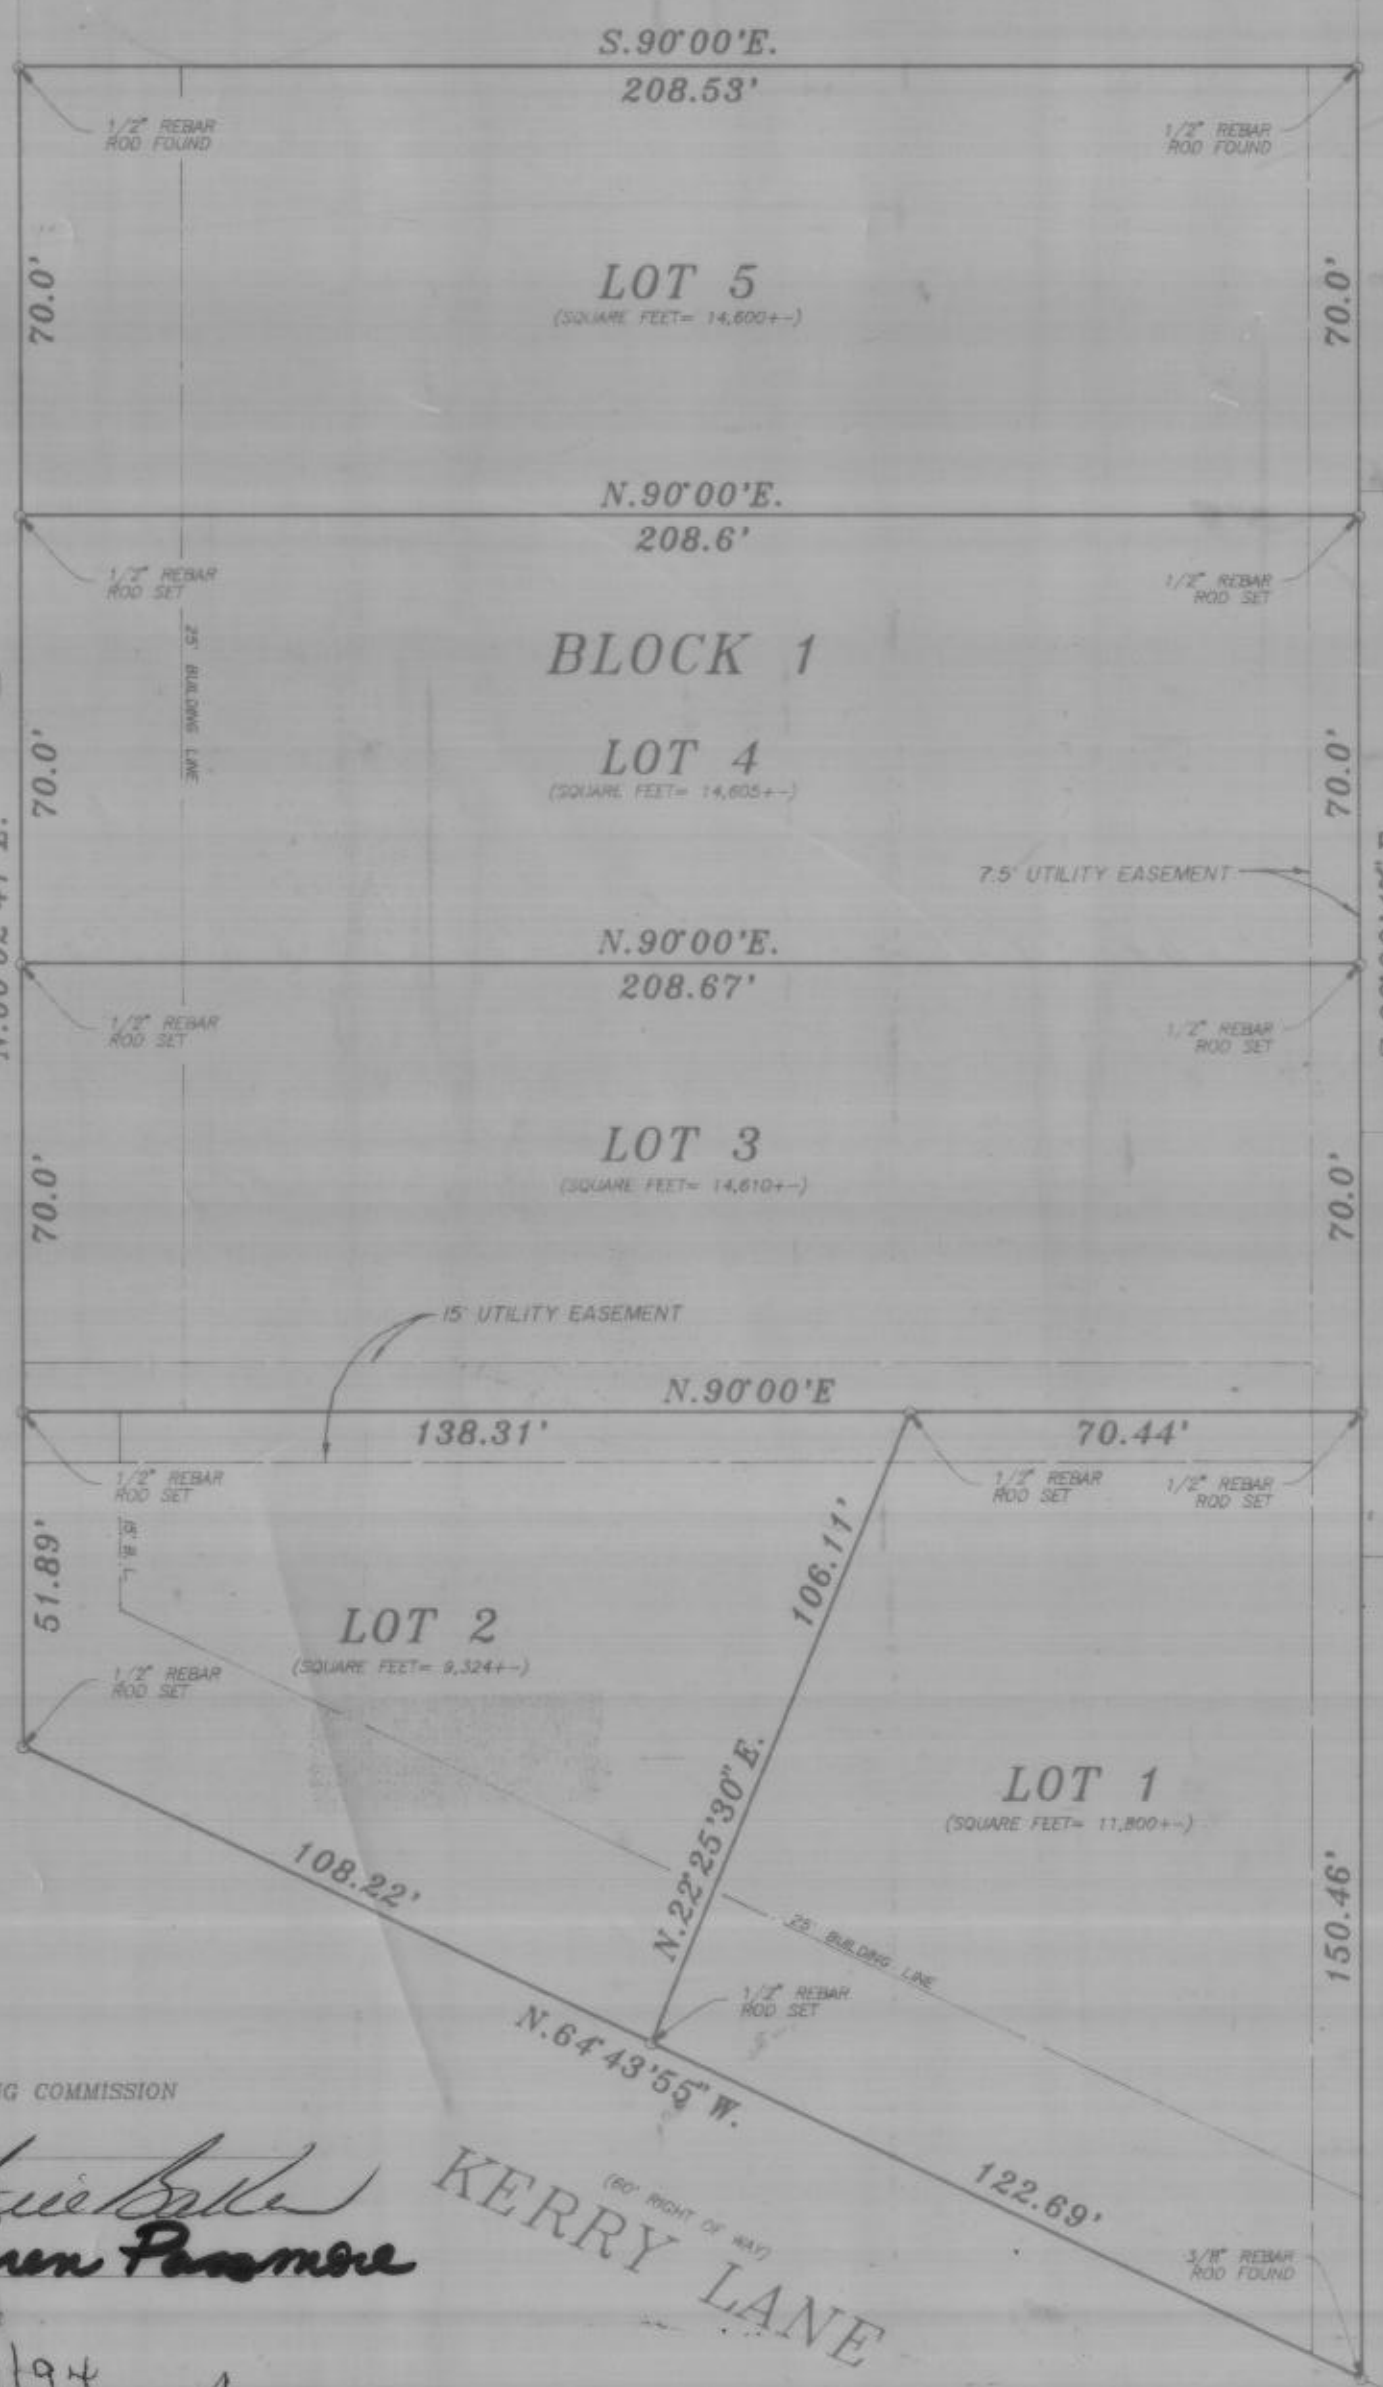 S.90°00'E.
208.53'
1/2" REBAR
ROD FOUND
1/2" REBAR
ROD FOUND
70.0'
LOT 5
(SQUARE FEET= 14,600+-)
70.0'
N.90°00'E.
208.6'
1/2" REBAR
ROD SET
1/2" REBAR
ROD SET
25' BUILDING LINE
BLOCK 1
70.0'
LOT 4
(SQUARE FEET= 14,605+-)
70.0'
7.5' UTILITY EASEMENT
N.90°00'E.
208.67'
1/2" REBAR
ROD SET
1/2" REBAR
ROD SET
70.0'
LOT 3
(SQUARE FEET= 14,610+-)
70.0'
15' UTILITY EASEMENT
N.90°00'E
138.31'
70.44'
1/2" REBAR
ROD SET
1/2" REBAR
ROD SET
1/2" REBAR
ROD SET
51.89'
15' B.L.
106.11'
LOT 2
(SQUARE FEET= 9,324+-)
1/2" REBAR
ROD SET
N.22°25'30"E.
LOT 1
(SQUARE FEET= 11,800+-)
108.22'
150.46'
25' BUILDING LINE
1/2" REBAR
ROD SET
N.64°43'55"W.
COMMISSION
Baker
Passmore
KERRY LANE
(60' RIGHT OF WAY)
122.69'
3/8" REBAR
ROD FOUND